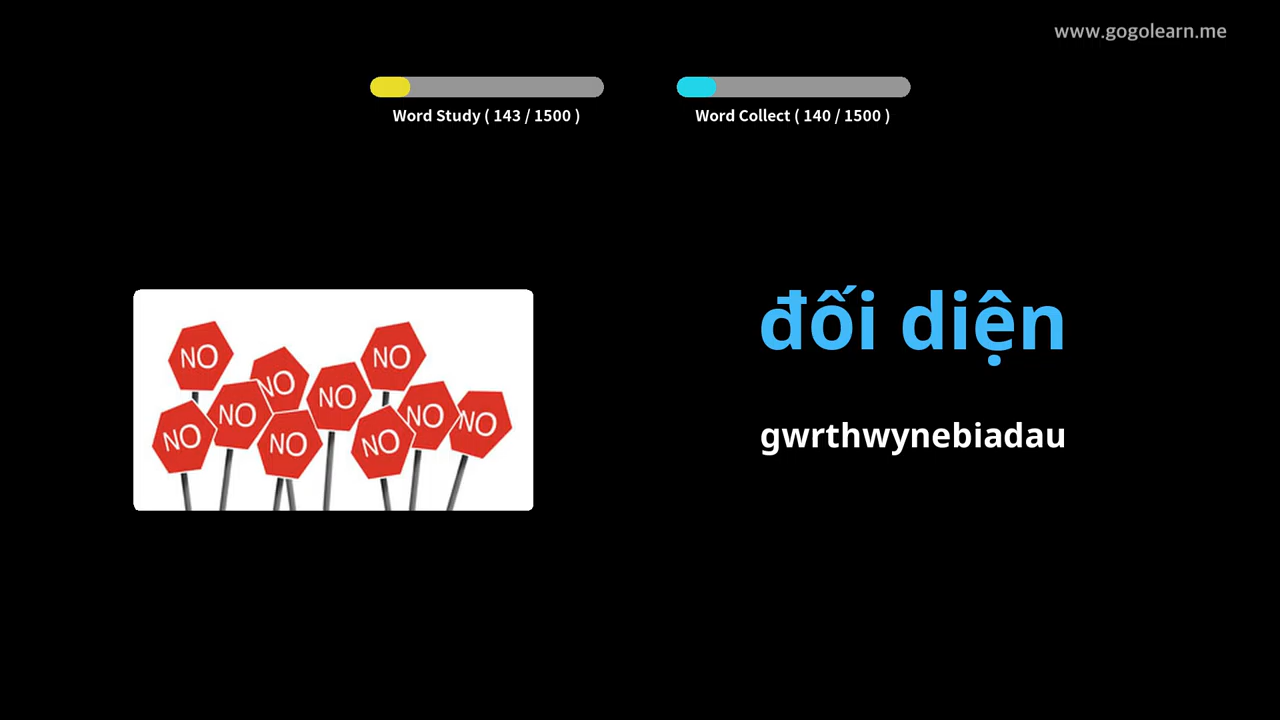 www.gogolearn.me
Word Study ( 143 / 1500 )
Word Collect ( 140 / 1500 )
NO
NO
NO
NO
NO
NO
NO
NO
NO
NO
đối diện
gwrthwynebiadau